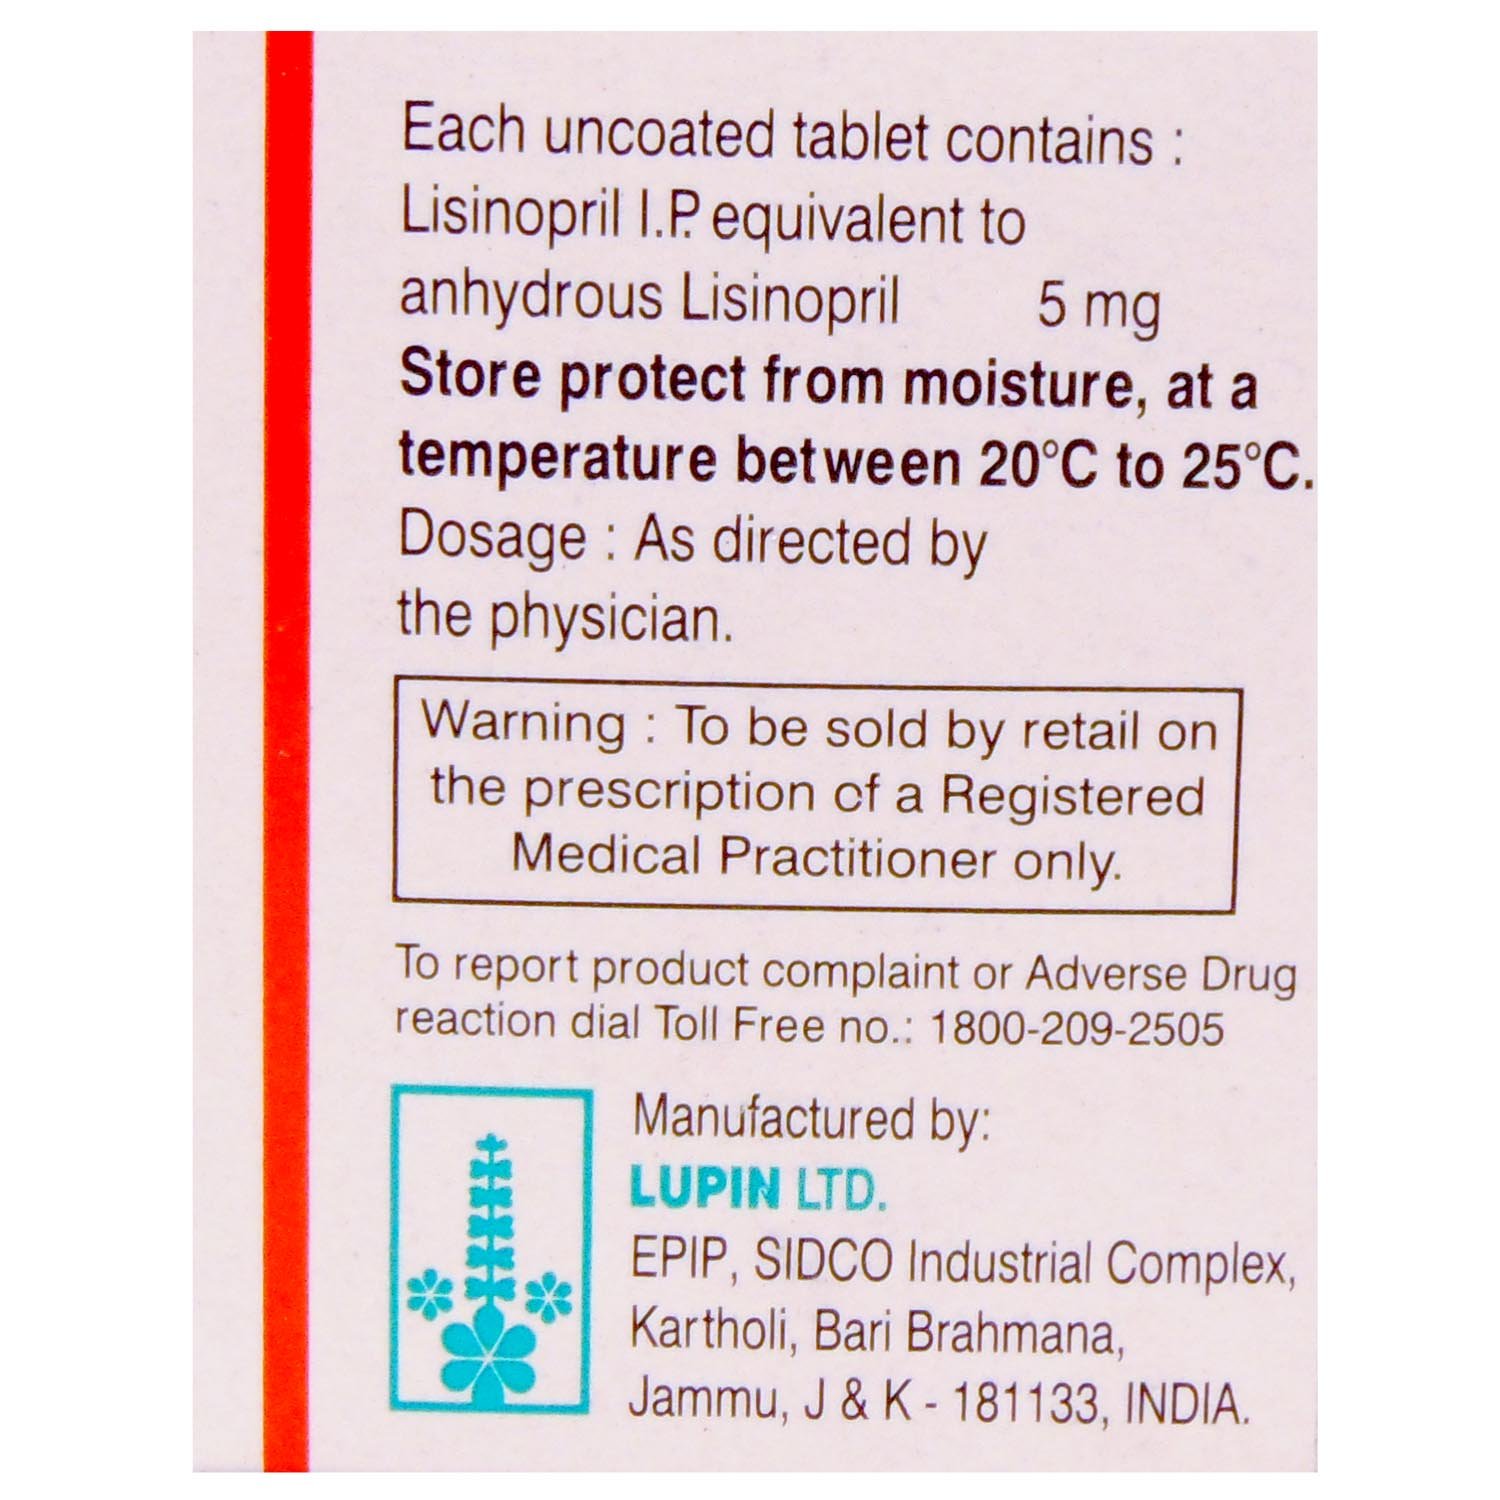 Each uncoated tablet contains :
Lisinopril I.P. equivalent to
anhydrous Lisinopril 5 mg
Store protect from moisture, at a
temperature between 20°C to 25°C.
Dosage : As directed by
the physician.
Warning : To be sold by retail on
the prescription of a Registered
Medical Practitioner only.
To report product complaint or Adverse Drug
reaction dial Toll Free no.: 1800-209-2505
Manufactured by:
LUPIN LTD.
EPIP, SIDCO Industrial Complex,
Kartholi, Bari Brahmana,
Jammu, J & K - 181133, INDIA.